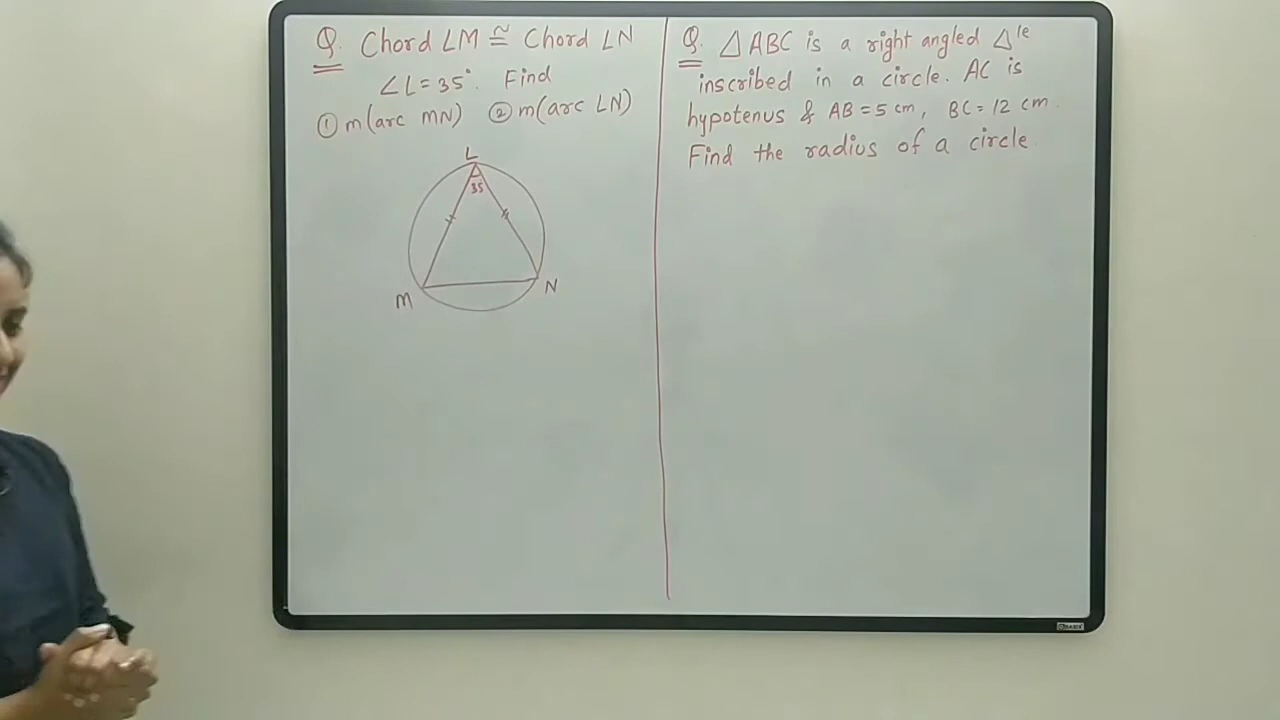 Q. Chord LM ≅ Chord LN
∠L = 35°. Find
① m(arc MN) ② m(arc LN)
L
35
M
N
Q. △ABC is a right angled △le
inscribed in a circle. AC is
hypotenus & AB = 5 cm, BC = 12 cm.
Find the radius of a circle